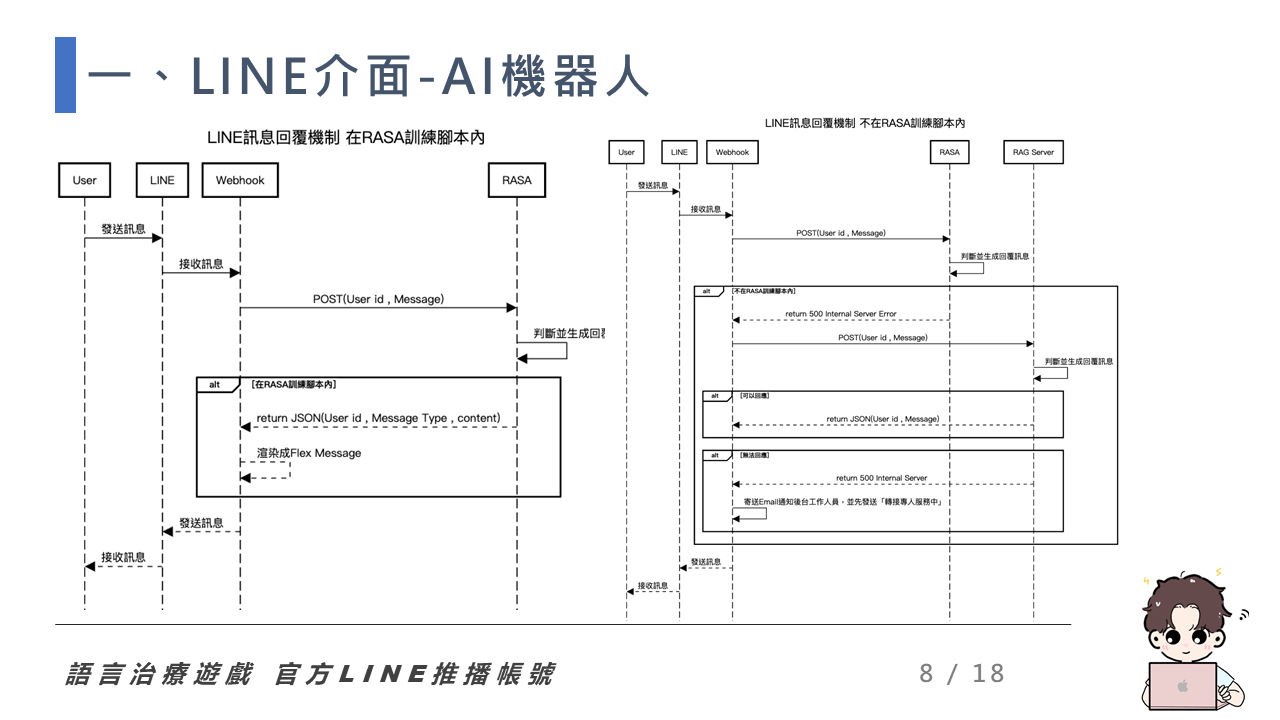 一、LINE介面-AI機器人
LINE訊息回覆機制 在RASA訓練腳本內
User
LINE
Webhook
RASA
發送訊息
接收訊息
POST(User id , Message)
判斷並生成回
alt
[在RASA訓練腳本內]
return JSON(User id , Message Type , content)
渲染成Flex Message
發送訊息
接收訊息
LINE訊息回覆機制 不在RASA訓練腳本內
User
LINE
Webhook
RASA
RAG Server
發送訊息
接收訊息
POST(User id , Message)
判斷並生成回覆訊息
alt
[不在RASA訓練腳本內]
return 500 Internal Server Error
POST(User id , Message)
判斷並生成回覆訊息
alt
[可以回應]
return JSON(User id , Message)
alt
[無法回應]
return 500 Internal Server
寄送Email通知後台工作人員，並先發送「轉接專人服務中」
發送訊息
接收訊息
語言治療遊戲 官方LINE推播帳號
8 / 18